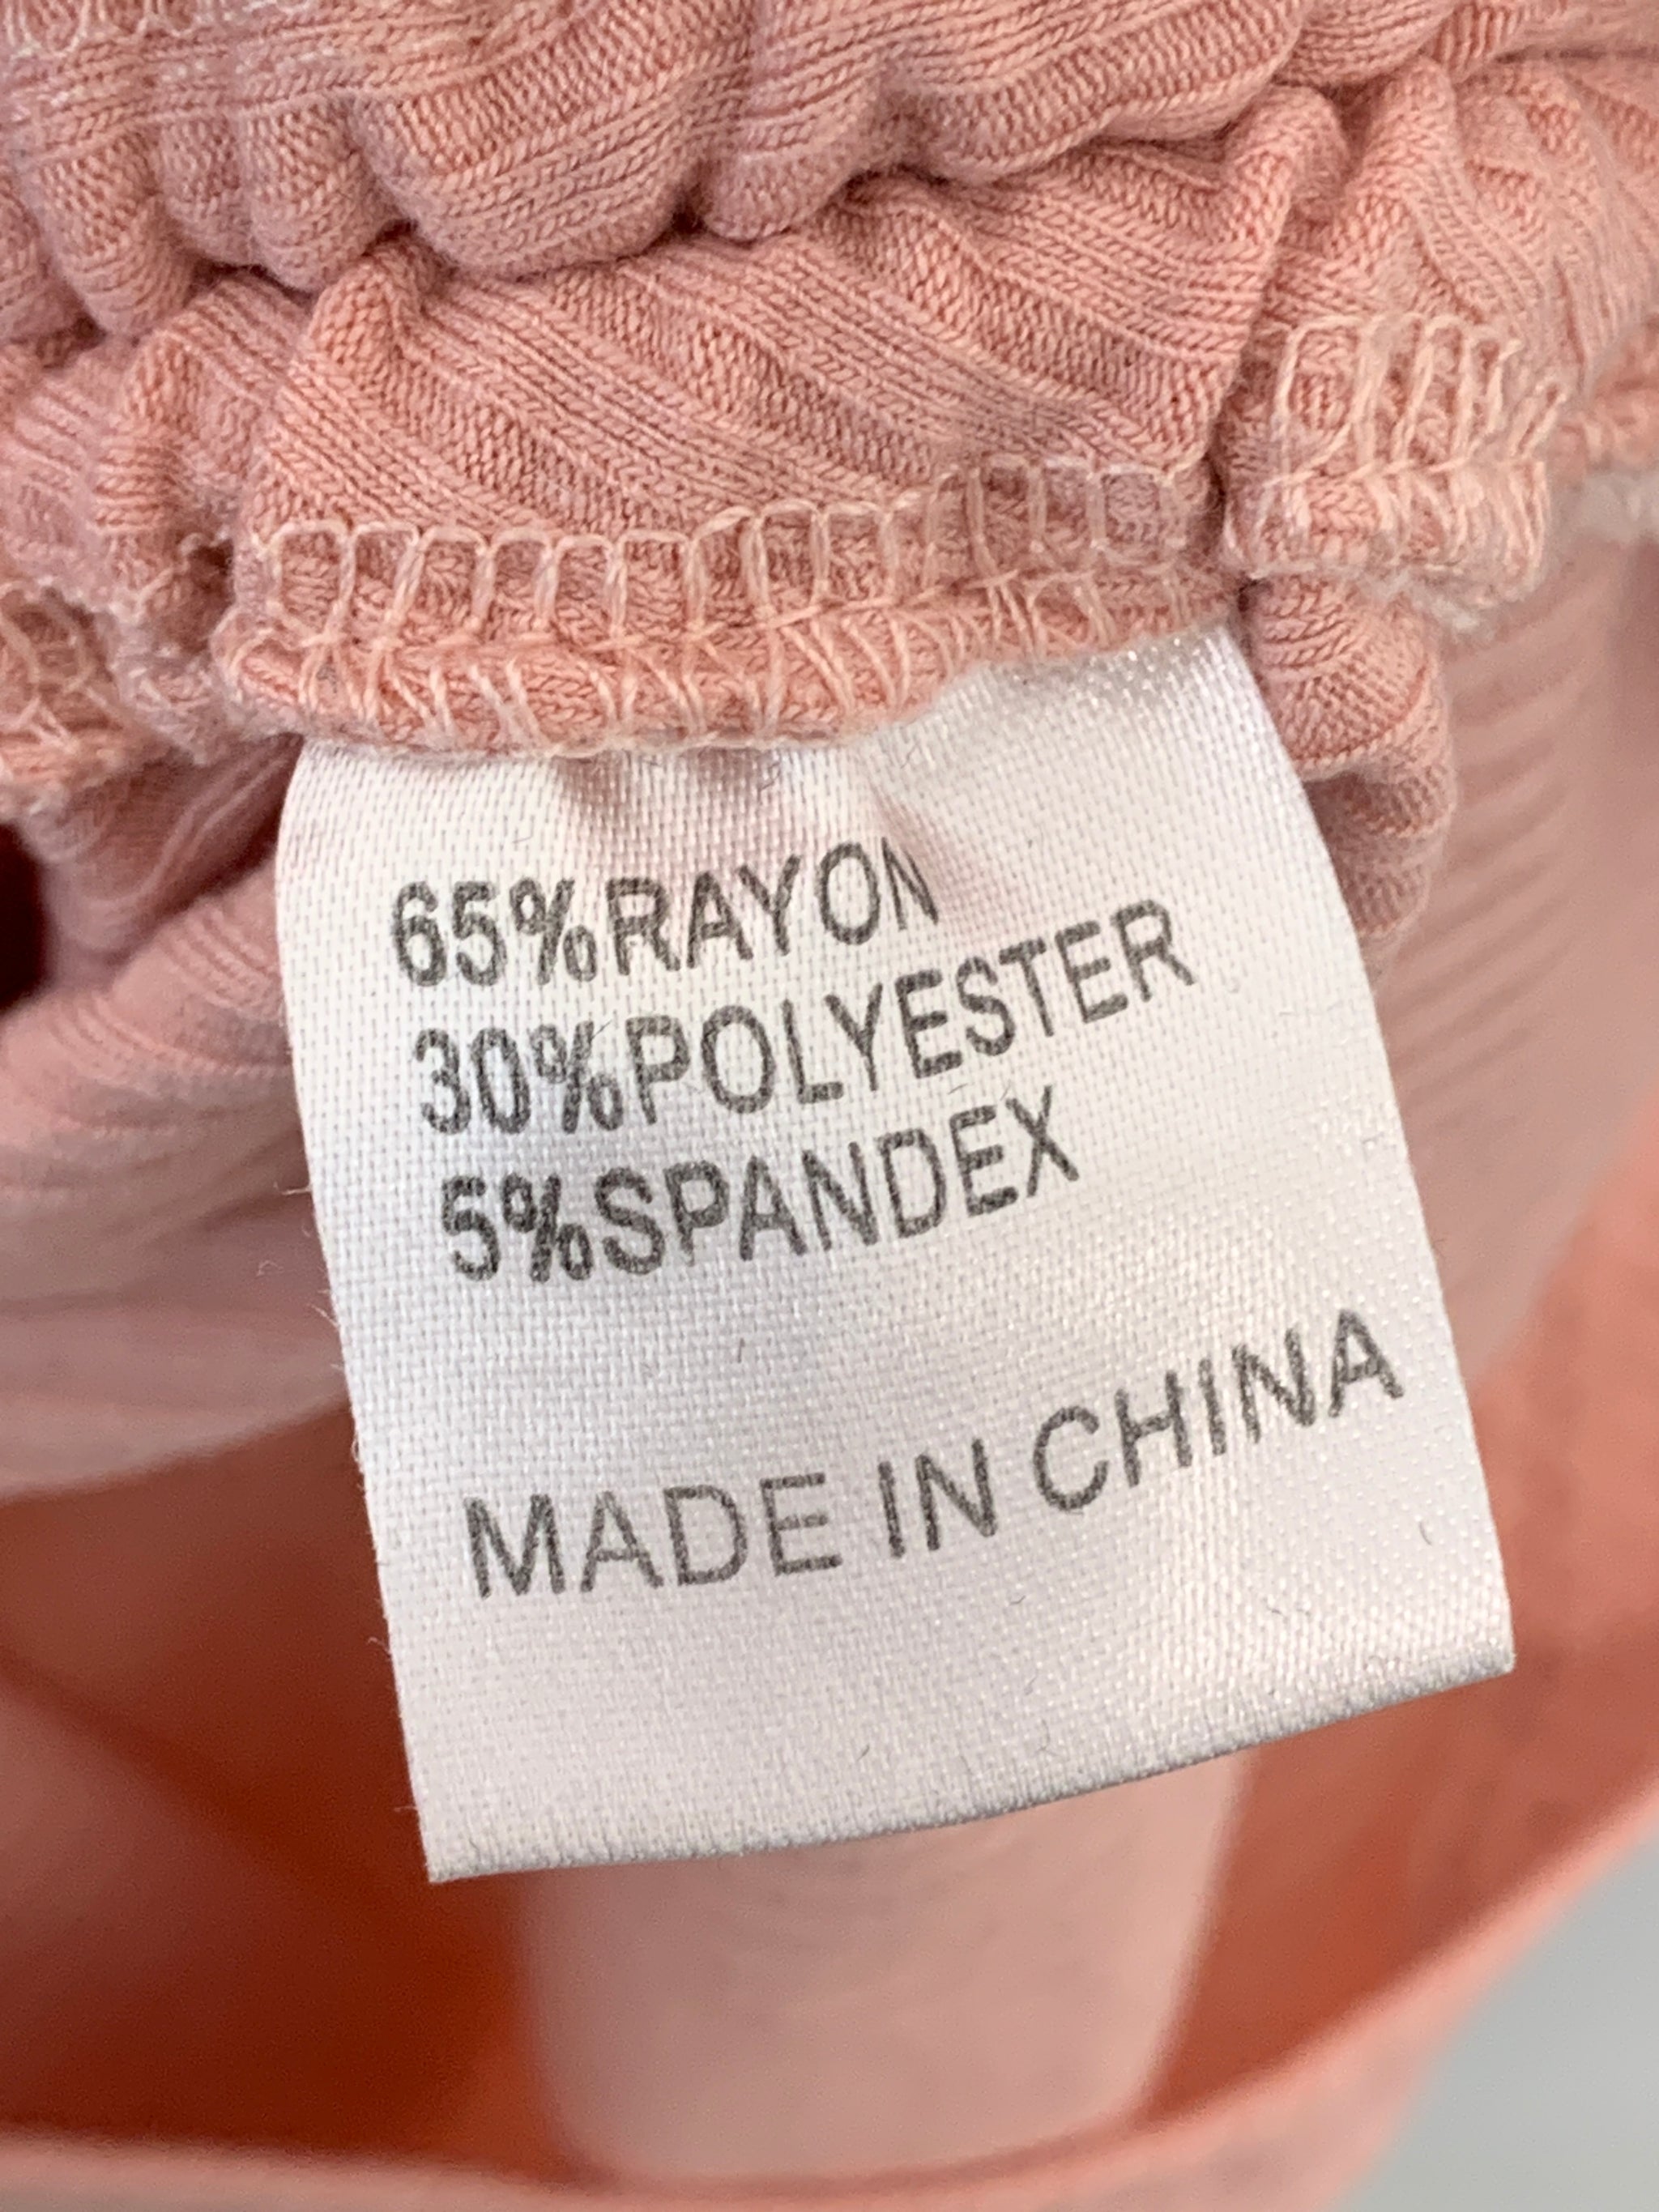 65%RAYON
30%POLYESTER
5%SPANDEX
MADE IN CHINA